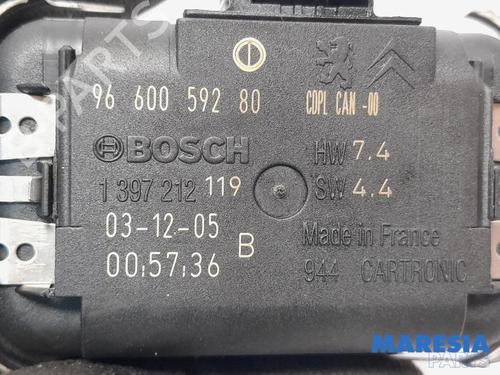 96 600 592 80
CDPL CAN -00
BOSCH
HW 7.4
1 397 212 119
SW 4.4
03-12-05
B
Made in France
00:57:36
944 CARTRONIC
MARESIA
PARTS